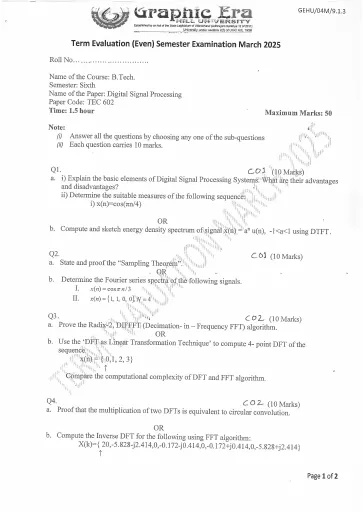 GEHU/04M/9.1.3
Graphic Era
HILL UNIVERSITY
Term Evaluation (Even) Semester Examination March 2025
Roll No..............................
Name of the Course: B.Tech.
Semester: Sixth
Name of the Paper: Digital Signal Processing
Paper Code: TEC 602
Time: 1.5 hour Maximum Marks: 50
Note:
(i) Answer all the questions by choosing any one of the sub-questions
(ii) Each question carries 10 marks.
Q1. CO3 (10 Marks)
a. i) Explain the basic elements of Digital Signal Processing Systems. What are their advantages
and disadvantages?
ii) Determine the suitable measures of the following sequence:
i) x(n)=cos(πn/4)
OR
b. Compute and sketch energy density spectrum of signal x(n) = aⁿ u(n), -1<a<1 using DTFT.
Q2. CO1 (10 Marks)
a. State and proof the "Sampling Theorem".
OR
b. Determine the Fourier series spectra of the following signals.
I. x(n) = cos π n/3
II. x(n) = {1, 1, 0, 0}, N = 4
Q3. CO2 (10 Marks)
a. Prove the Radix-2, DIFFFT (Decimation- in – Frequency FFT) algorithm.
OR
b. Use the 'DFT as Linear Transformation Technique' to compute 4- point DFT of the
sequence
x(n) = { 0,1, 2, 3}
↑
Compare the computational complexity of DFT and FFT algorithm.
Q4. CO2 (10 Marks)
a. Proof that the multiplication of two DFTs is equivalent to circular convolution.
OR
b. Compute the Inverse DFT for the following using FFT algorithm:
X(k)={ 20,-5.828-j2.414,0,-0.172-j0.414,0,-0.172+j0.414,0,-5.828+j2.414}
↑
TERM EVALUATION MARCH 2025
Page 1 of 2